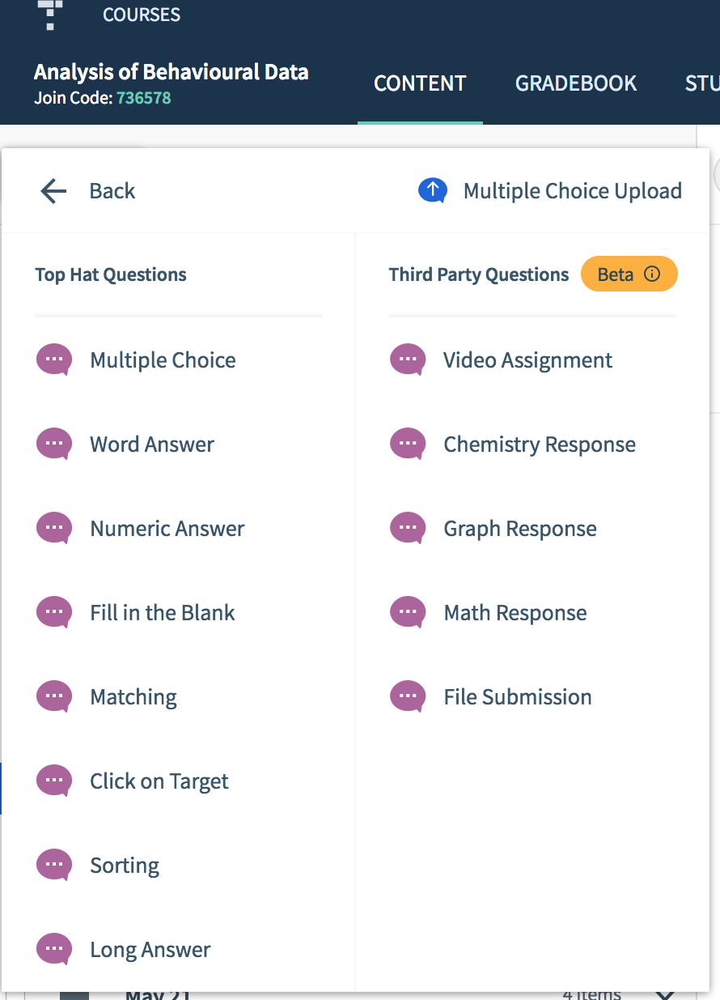 COURSES
Analysis of Behavioural Data
Join Code: 736578
CONTENT
GRADEBOOK
STU
Back
Multiple Choice Upload
Top Hat Questions
Multiple Choice
Word Answer
Numeric Answer
Fill in the Blank
Matching
Click on Target
Sorting
Long Answer
Third Party Questions
Beta
Video Assignment
Chemistry Response
Graph Response
Math Response
File Submission
May 21
4 items